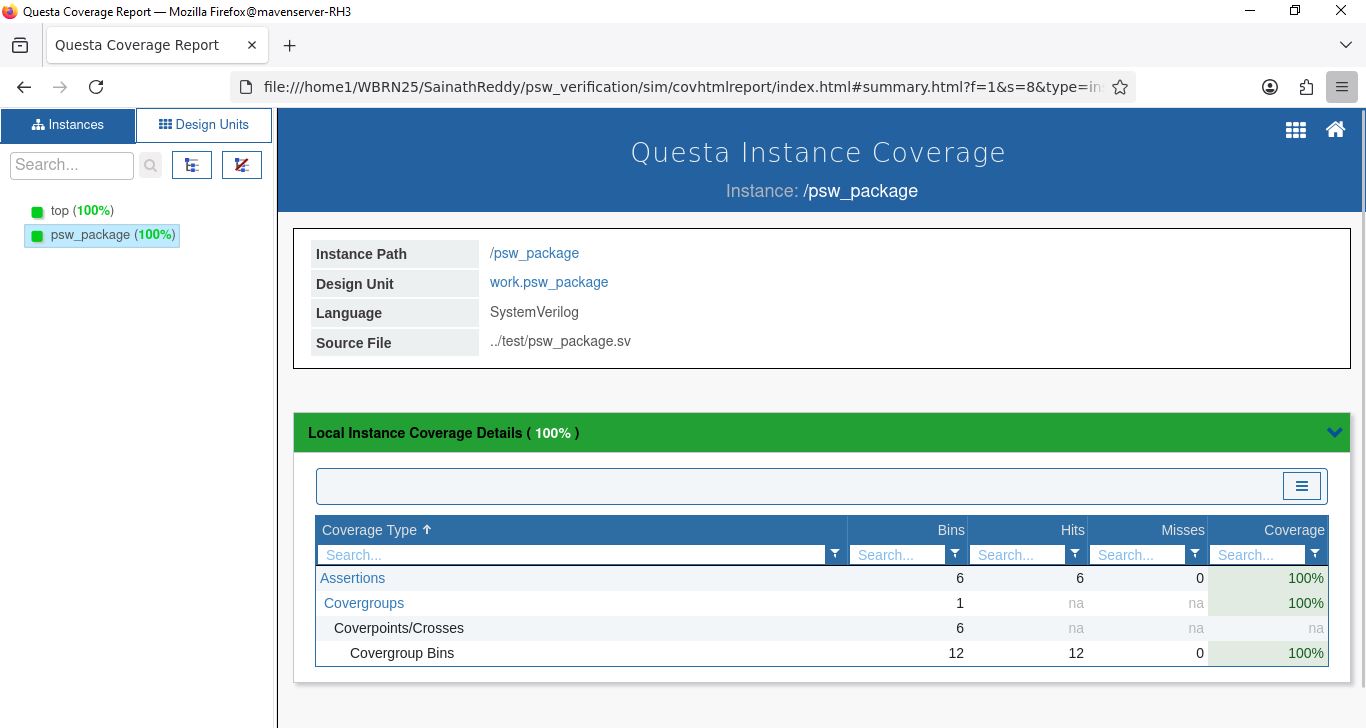 Questa Coverage Report — Mozilla Firefox@mavenserver-RH3
Questa Coverage Report
file:///home1/WBRN25/SainathReddy/psw_verification/sim/covhtmlreport/index.html#summary.html?f=1&s=8&type=in
Instances
Design Units
Search...
top (100%)
psw_package (100%)
Questa Instance Coverage
Instance: /psw_package
Instance Path /psw_package
Design Unit work.psw_package
Language SystemVerilog
Source File ../test/psw_package.sv
Local Instance Coverage Details ( 100% )
Coverage Type Bins Hits Misses Coverage
Search... Search... Search... Search... Search...
Assertions 6 6 0 100%
Covergroups 1 na na 100%
Coverpoints/Crosses 6 na na na
Covergroup Bins 12 12 0 100%